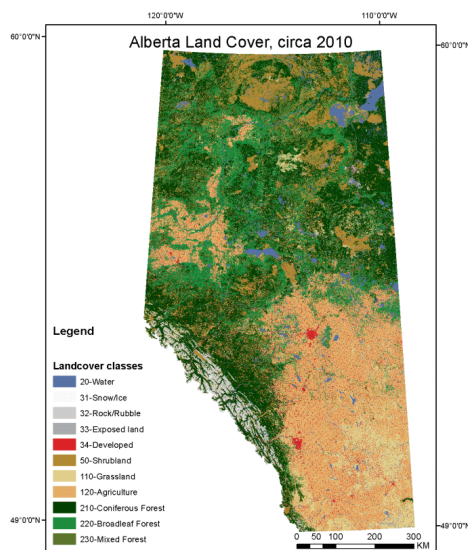 120°0'0"W 110°0'0"W
60°0'0"N 60°0'0"N
Alberta Land Cover, circa 2010
Legend
Landcover classes
20-Water
31-Snow/Ice
32-Rock/Rubble
33-Exposed land
34-Developed
50-Shrubland
110-Grassland
120-Agriculture
210-Coniferous Forest
220-Broadleaf Forest
230-Mixed Forest
49°0'0"N 49°0'0"N
0 50 100 200 300
KM